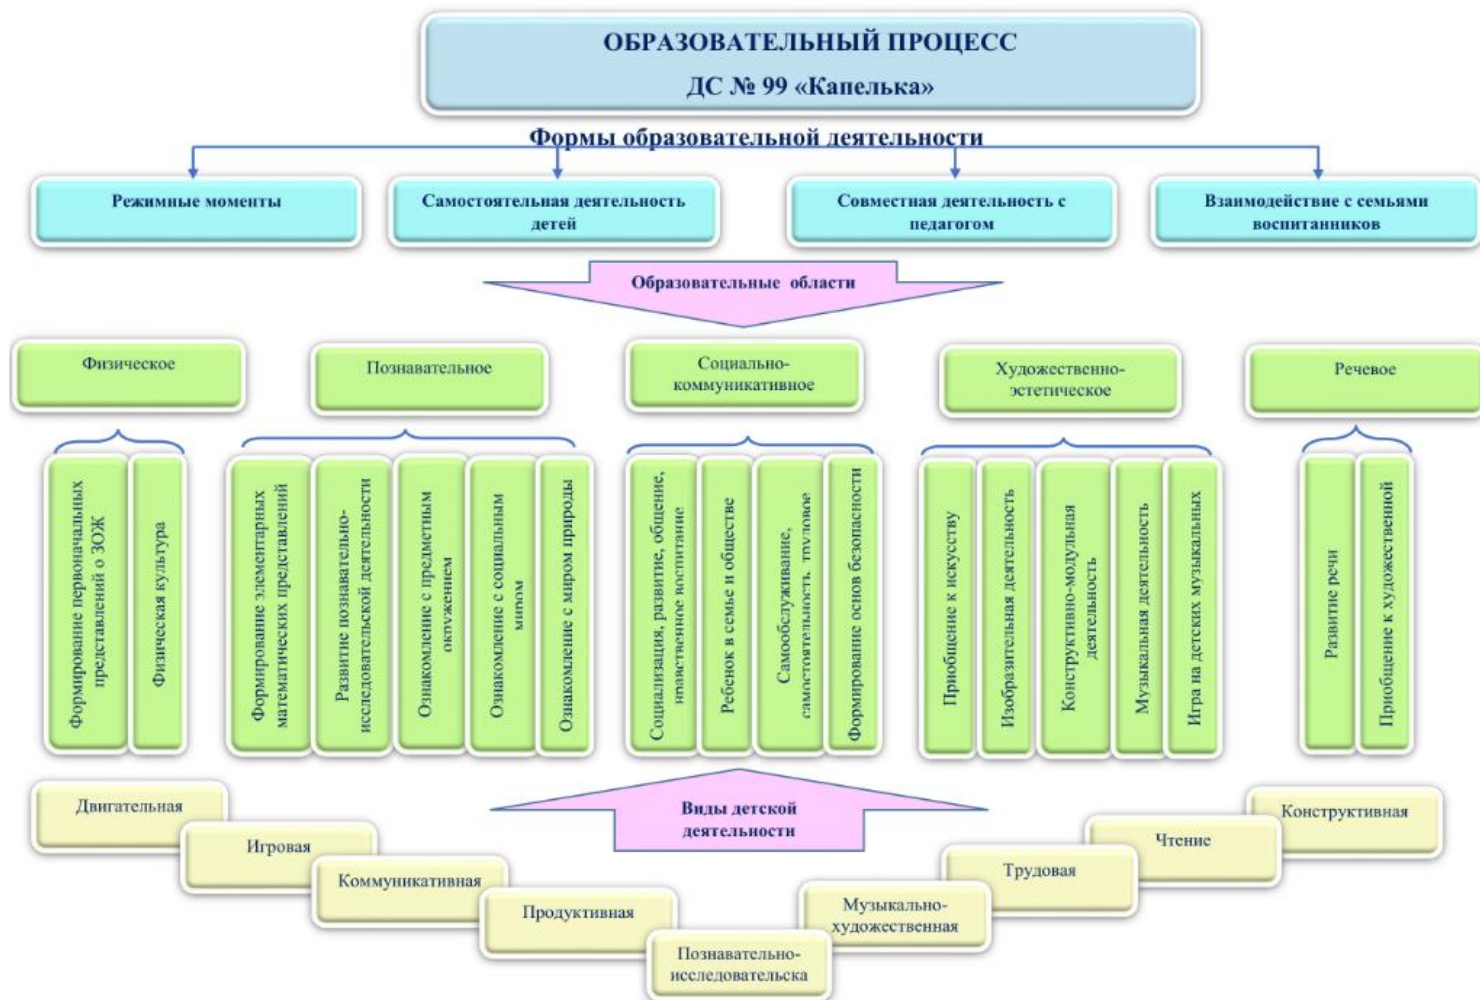 ОБРАЗОВАТЕЛЬНЫЙ ПРОЦЕСС
ДС № 99 «Капелька»
Формы образовательной деятельности
Режимные моменты
Самостоятельная деятельность
детей
Совместная деятельность с
педагогом
Взаимодействие с семьями
воспитанников
Образовательные области
Физическое
Познавательное
Социально-
коммуникативное
Художественно-
эстетическое
Речевое
Формирование первоначальных
представлений о ЗОЖ
Физическая культура
Формирование элементарных
математических представлений
Развитие познавательно-
исследовательской деятельности
Ознакомление с предметным
окружением
Ознакомление с социальным
миром
Ознакомление с миром природы
Социализация, развитие, общение,
нравственное воспитание
Ребенок в семье и обществе
Самообслуживание,
самостоятельность, трудовое
Формирование основ безопасности
Приобщение к искусству
Изобразительная деятельность
Конструктивно-модульная
деятельность
Музыкальная деятельность
Игра на детских музыкальных
Развитие речи
Приобщение к художественной
Виды детской
деятельности
Двигательная
Игровая
Коммуникативная
Продуктивная
Познавательно-
исследовательска
Музыкально-
художественная
Трудовая
Чтение
Конструктивная